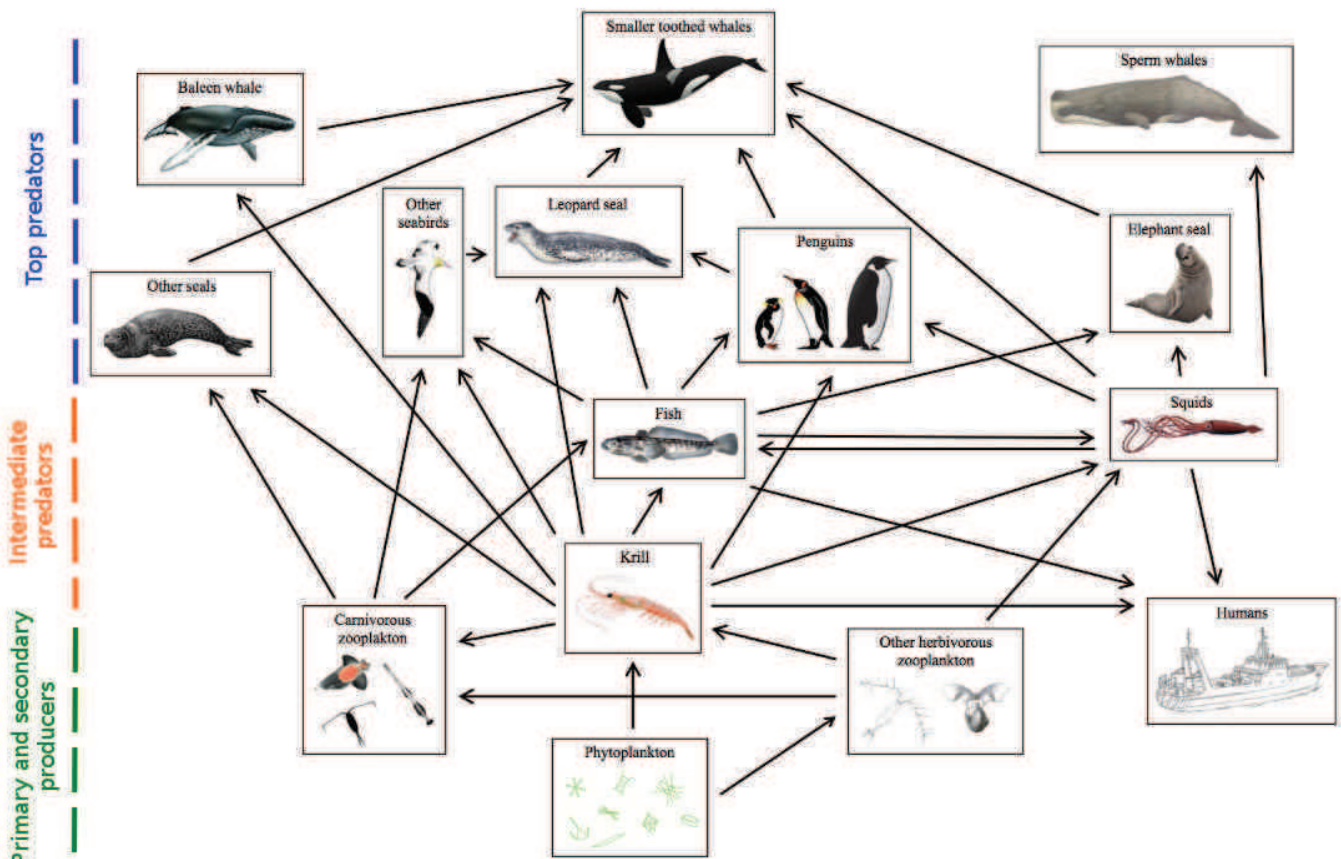 Smaller toothed whales
Sperm whales
Baleen whale
Other
seabirds
Leopard seal
Penguins
Elephant seal
Other seals
Fish
Squids
Krill
Carnivorous
zooplakton
Other herbivorous
zooplankton
Humans
Phytoplankton
Top predators
Intermediate
predators
Primary and secondary
producers